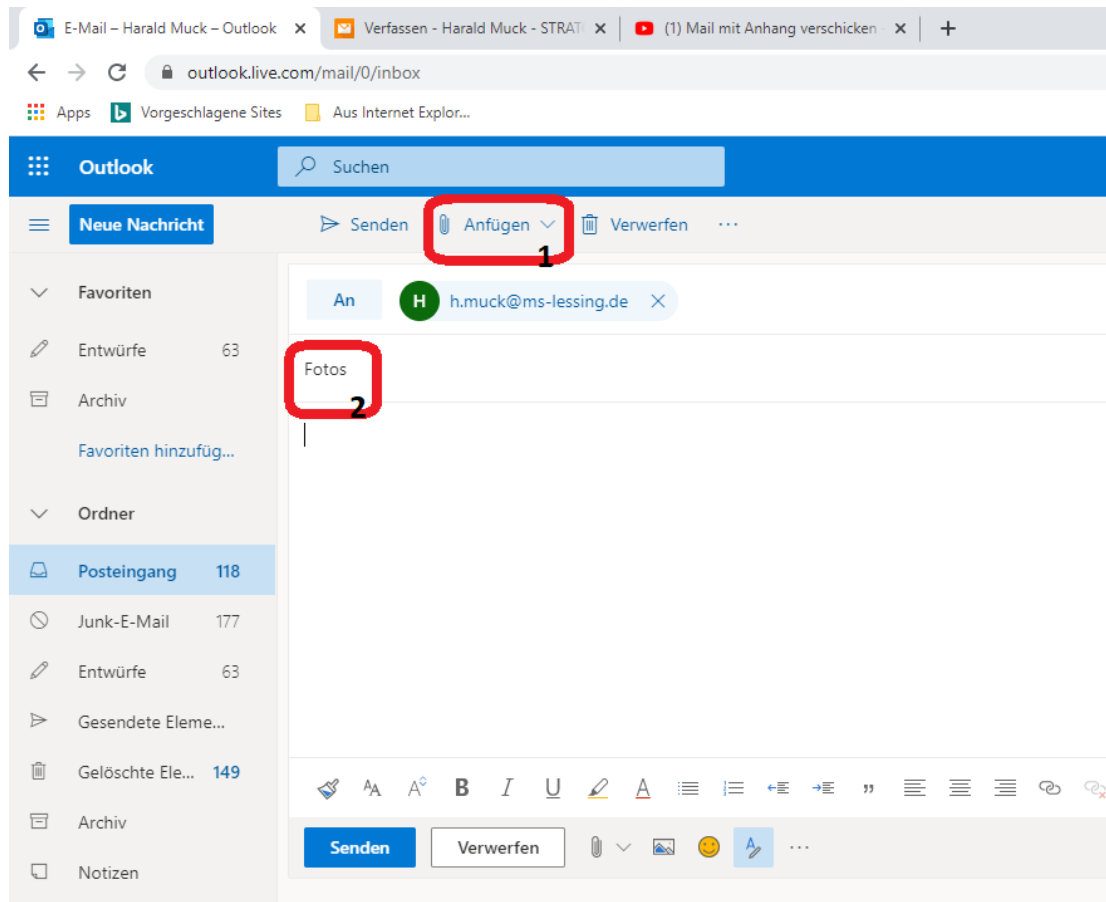 E-Mail – Harald Muck – Outlook
Verfassen - Harald Muck - STRAT
(1) Mail mit Anhang verschicken -
outlook.live.com/mail/0/inbox
Apps Vorgeschlagene Sites Aus Internet Explor...
Outlook Suchen
Neue Nachricht Senden Anfügen Verwerfen ...
1
Favoriten
An H h.muck@ms-lessing.de
Entwürfe 63
Fotos
2
Archiv
Favoriten hinzufüg...
Ordner
Posteingang 118
Junk-E-Mail 177
Entwürfe 63
Gesendete Eleme...
Gelöschte Ele... 149
Archiv
Notizen
Senden Verwerfen ...